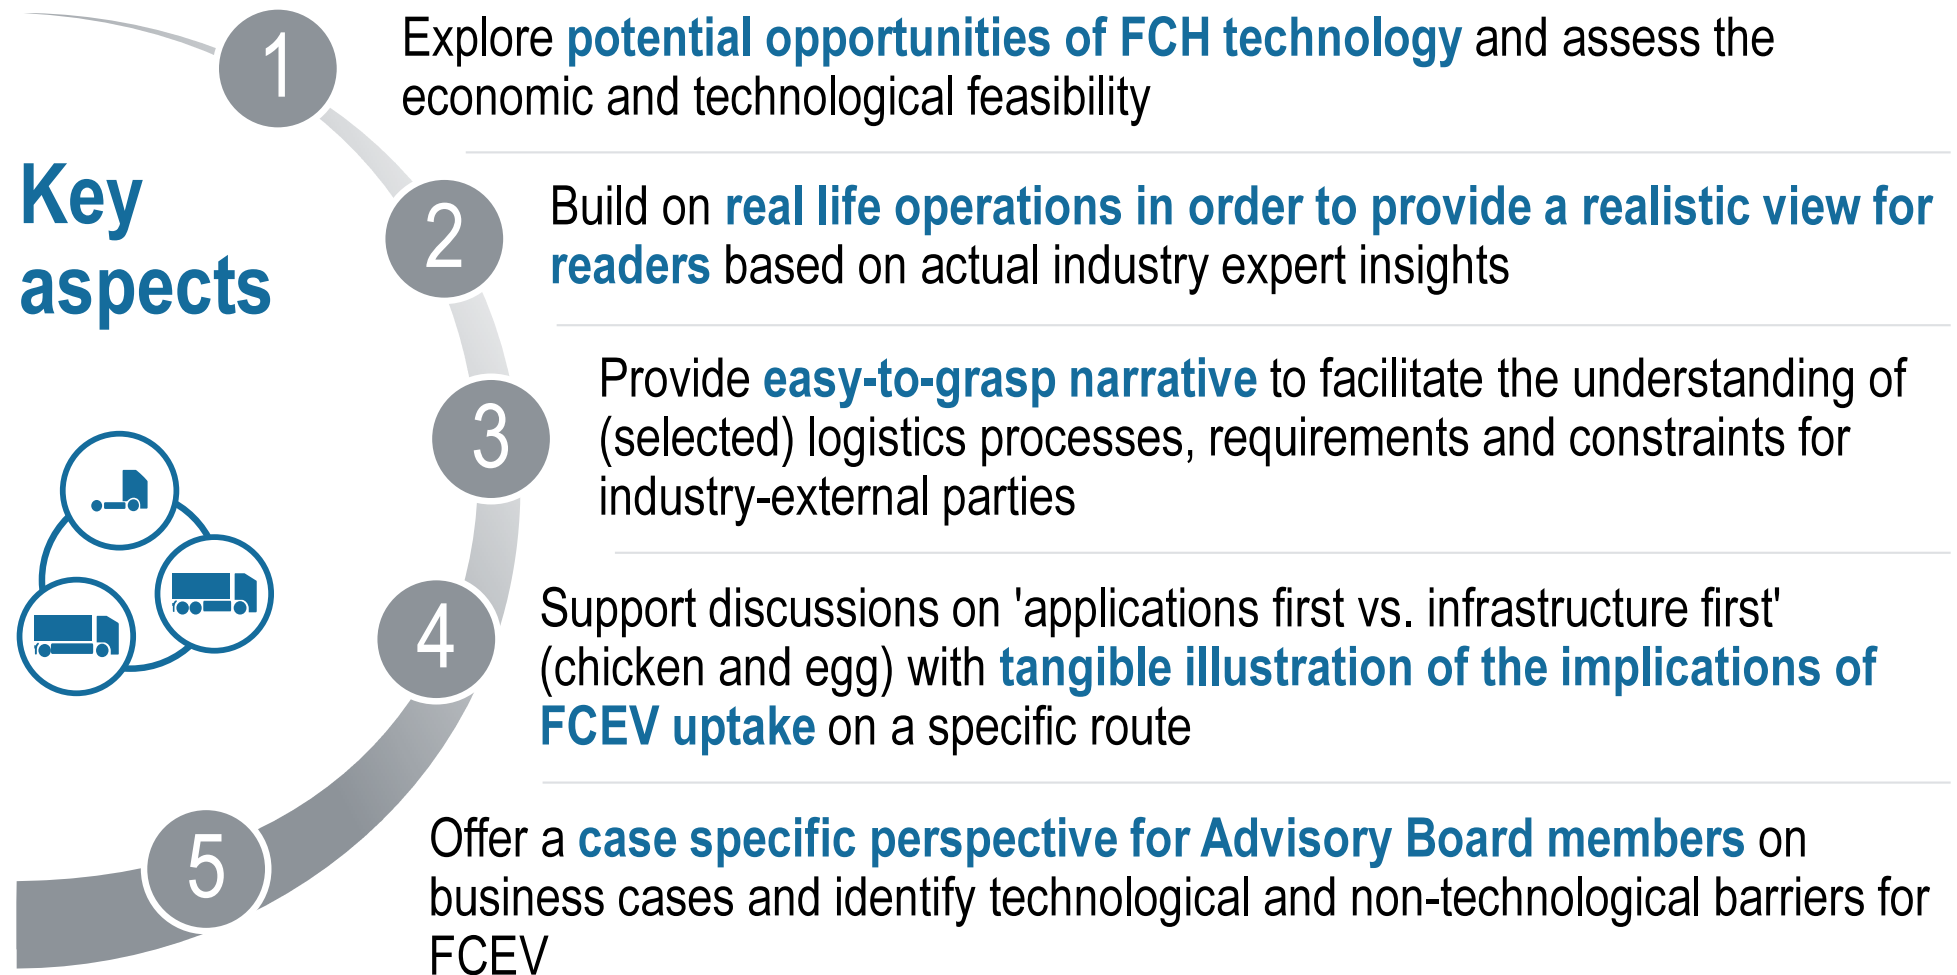 Key
aspects
1
Explore potential opportunities of FCH technology and assess the
economic and technological feasibility
2
Build on real life operations in order to provide a realistic view for
readers based on actual industry expert insights
3
Provide easy-to-grasp narrative to facilitate the understanding of
(selected) logistics processes, requirements and constraints for
industry-external parties
4
Support discussions on 'applications first vs. infrastructure first'
(chicken and egg) with tangible illustration of the implications of
FCEV uptake on a specific route
5
Offer a case specific perspective for Advisory Board members on
business cases and identify technological and non-technological barriers for
FCEV